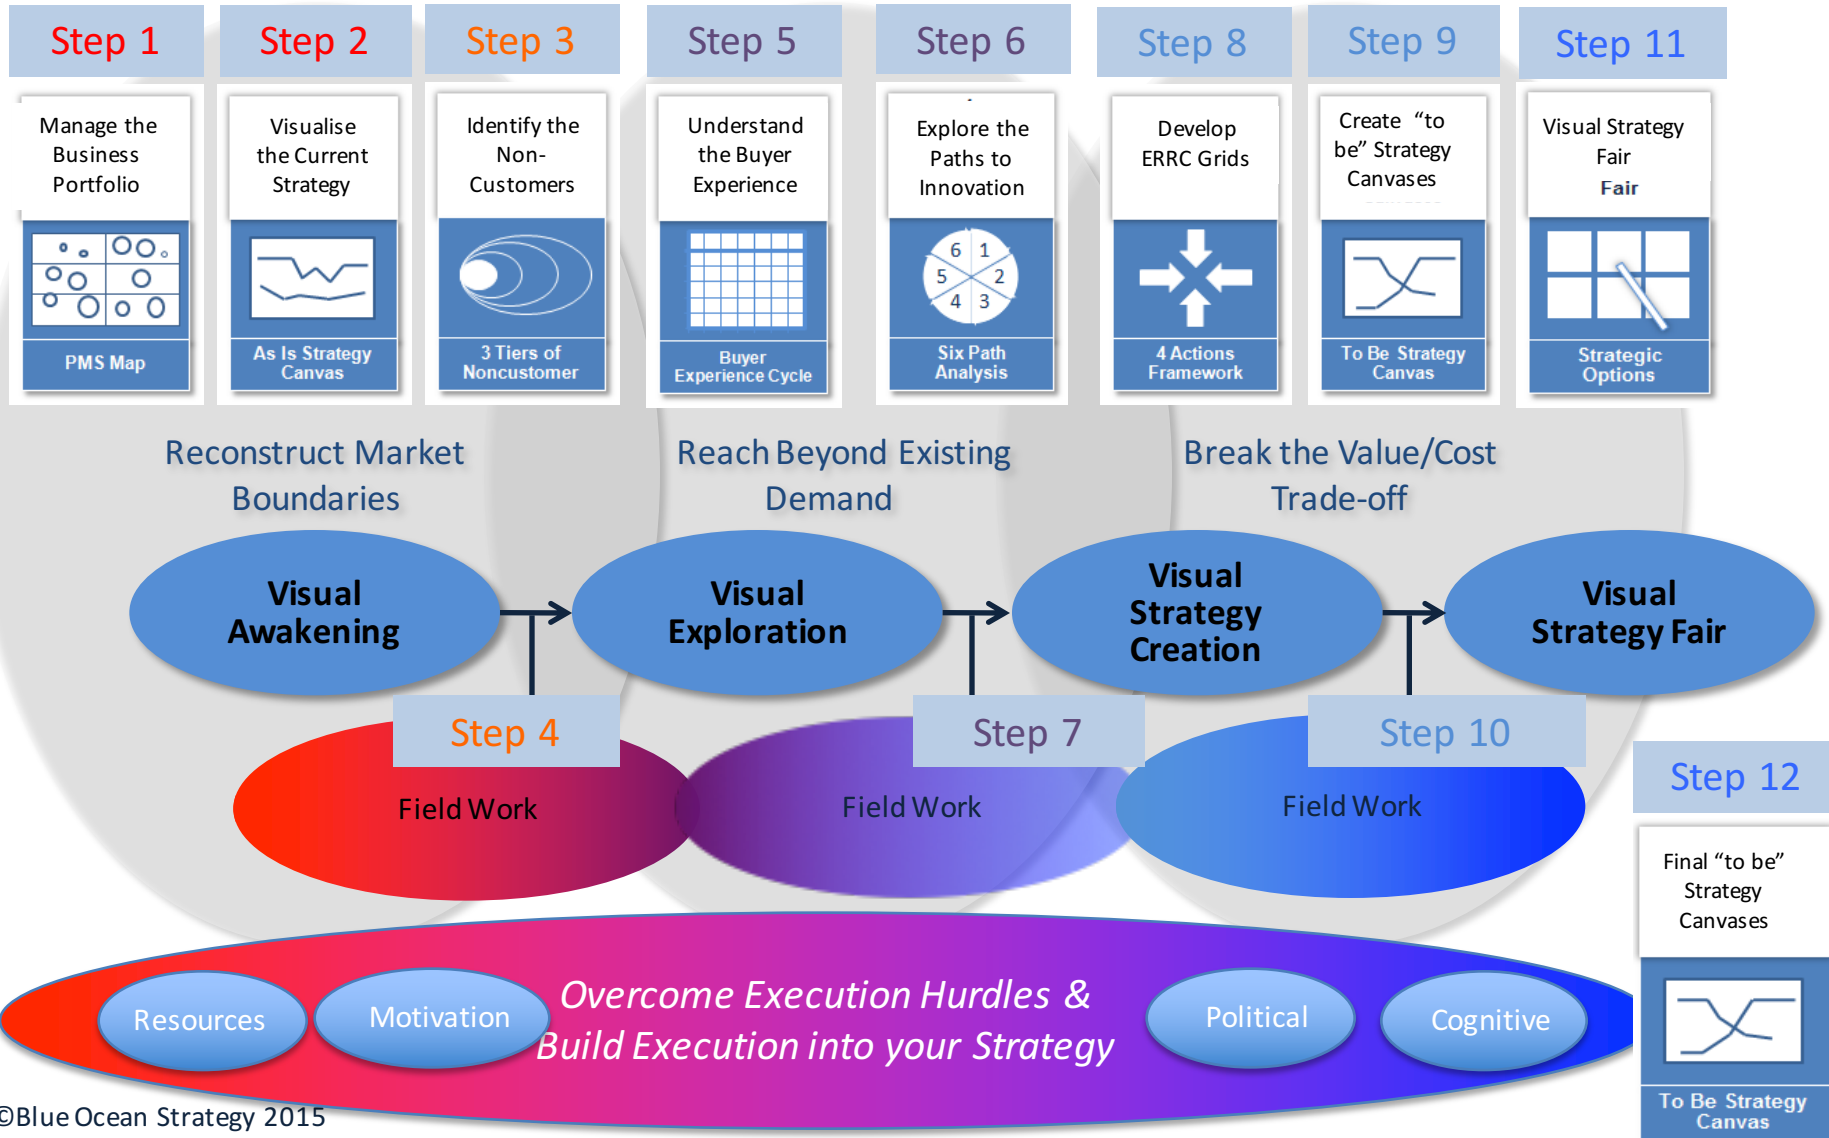 Step 1
Step 2
Step 3
Step 5
Step 6
Step 8
Step 9
Step 11
Manage the
Business
Portfolio
PMS Map
Visualise
the Current
Strategy
As Is Strategy
Canvas
Identify the
Non-
Customers
3 Tiers of
Noncustomer
Understand
the Buyer
Experience
Buyer
Experience Cycle
Explore the
Paths to
Innovation
6 1
5 2
4 3
Six Path
Analysis
Develop
ERRC Grids
4 Actions
Framework
Create “to
be” Strategy
Canvases
To Be Strategy
Canvas
Visual Strategy
Fair
Fair
Strategic
Options
Reconstruct Market
Boundaries
Reach Beyond Existing
Demand
Break the Value/Cost
Trade-off
Visual
Awakening
Visual
Exploration
Visual
Strategy
Creation
Visual
Strategy Fair
Step 4
Field Work
Step 7
Field Work
Step 10
Field Work
Step 12
Final “to be”
Strategy
Canvases
To Be Strategy
Canvas
Resources
Motivation
Overcome Execution Hurdles &
Build Execution into your Strategy
Political
Cognitive
©Blue Ocean Strategy 2015